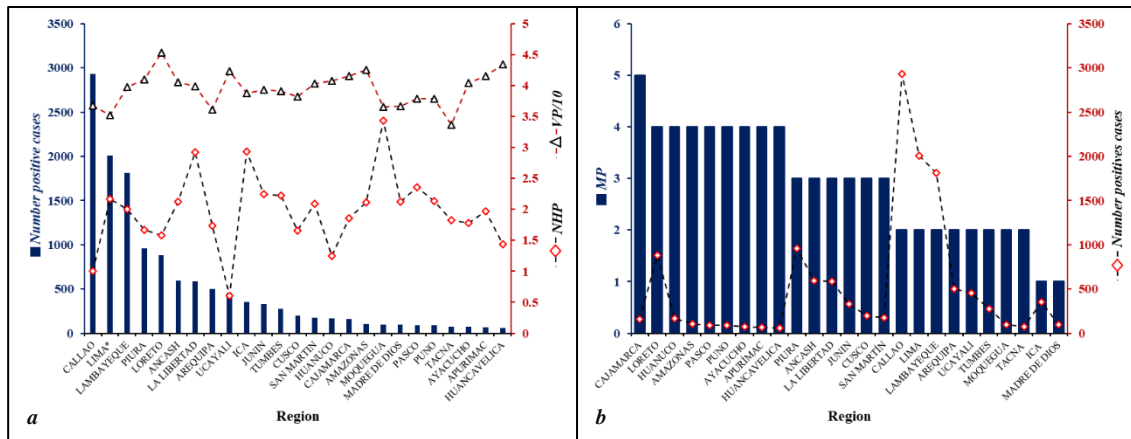 3500
3000
2500
2000
1500
1000
500
0
Number positive cases
5
4.5
4
3.5
3
2.5
2
1.5
1
0.5
0
VP/10
NHP
CALLAO
LIMA*
LAMBAYEQUE
PIURA
LORETO
ANCASH
LA LIBERTAD
AREQUIPA
UCAYALI
ICA
JUNIN
TUMBES
CUSCO
SAN MARTIN
HUANUCO
CAJAMARCA
AMAZONAS
MOQUEGUA
MADRE DE DIOS
PASCO
PUNO
TACNA
AYACUCHO
APURIMAC
HUANCAVELICA
Region
a
6
5
4
3
2
1
0
MP
3500
3000
2500
2000
1500
1000
500
0
Number positives cases
CAJAMARCA
LORETO
HUANUCO
AMAZONAS
PASCO
PUNO
AYACUCHO
APURIMAC
HUANCAVELICA
PIURA
ANCASH
LA LIBERTAD
JUNIN
CUSCO
SAN MARTÍN
CALLAO
LIMA
LAMBAYEQUE
AREQUIPA
UCAYALI
TUMBES
MOQUEGUA
TACNA
ICA
MADRE DE DIOS
Region
b